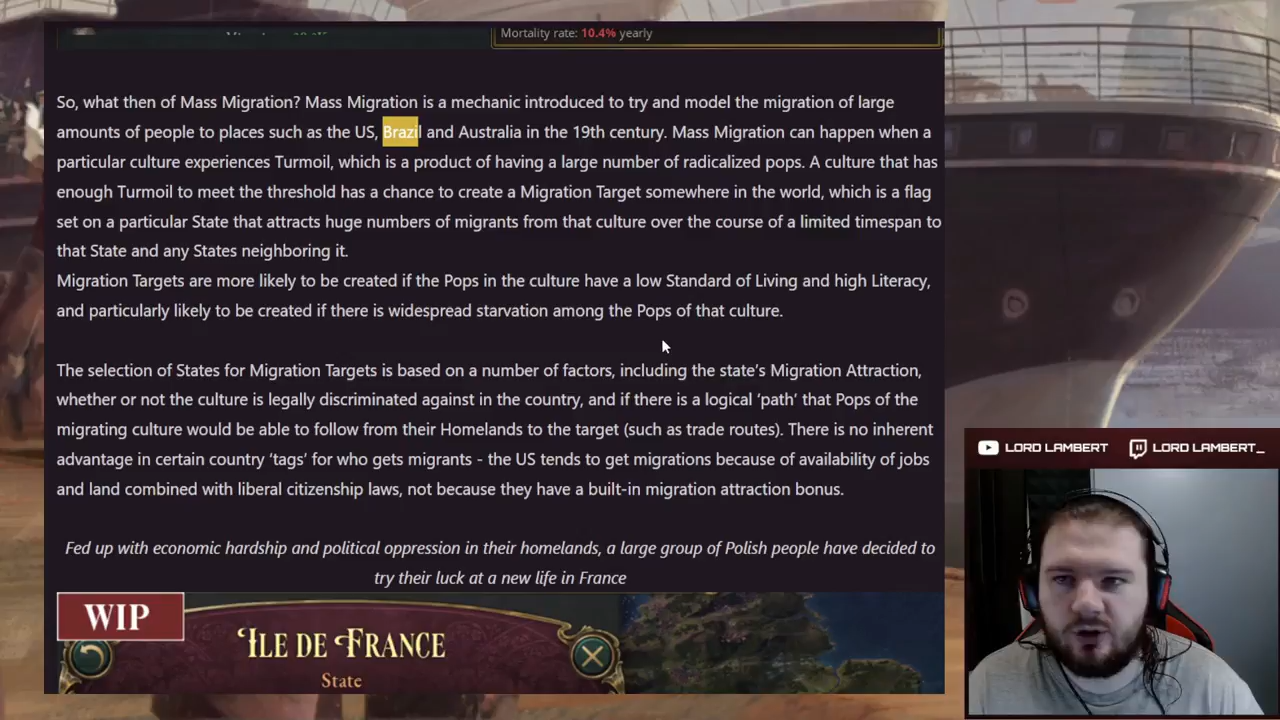 Mortality rate: 10.4% yearly
So, what then of Mass Migration? Mass Migration is a mechanic introduced to try and model the migration of large
amounts of people to places such as the US, Brazil and Australia in the 19th century. Mass Migration can happen when a
particular culture experiences Turmoil, which is a product of having a large number of radicalized pops. A culture that has
enough Turmoil to meet the threshold has a chance to create a Migration Target somewhere in the world, which is a flag
set on a particular State that attracts huge numbers of migrants from that culture over the course of a limited timespan to
that State and any States neighboring it.
Migration Targets are more likely to be created if the Pops in the culture have a low Standard of Living and high Literacy,
and particularly likely to be created if there is widespread starvation among the Pops of that culture.
The selection of States for Migration Targets is based on a number of factors, including the state’s Migration Attraction,
whether or not the culture is legally discriminated against in the country, and if there is a logical ‘path’ that Pops of the
migrating culture would be able to follow from their Homelands to the target (such as trade routes). There is no inherent
advantage in certain country ‘tags’ for who gets migrants - the US tends to get migrations because of availability of jobs
and land combined with liberal citizenship laws, not because they have a built-in migration attraction bonus.
Fed up with economic hardship and political oppression in their homelands, a large group of Polish people have decided to
try their luck at a new life in France
WIP
ILE DE FRANCE
State
LORD LAMBERT
LORD LAMBERT_